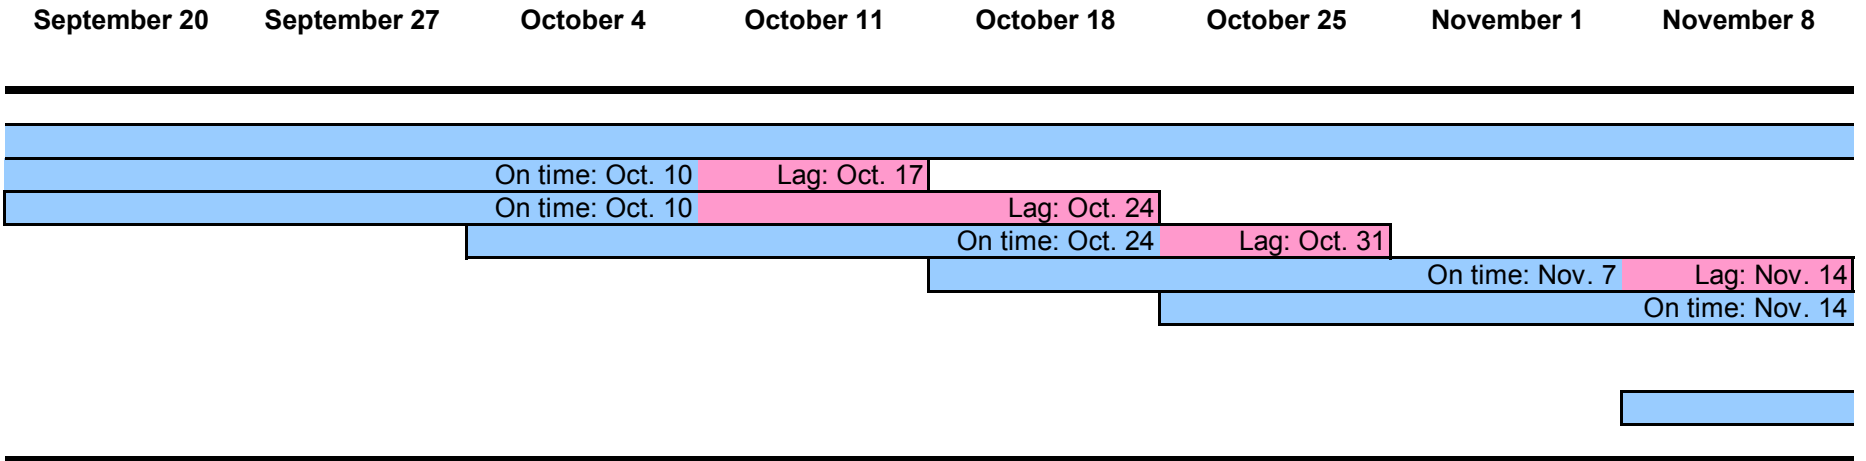 September 20 September 27 October 4 October 11 October 18 October 25 November 1 November 8
On time: Oct. 10 Lag: Oct. 17
On time: Oct. 10 Lag: Oct. 24
On time: Oct. 24 Lag: Oct. 31
On time: Nov. 7 Lag: Nov. 14
On time: Nov. 14